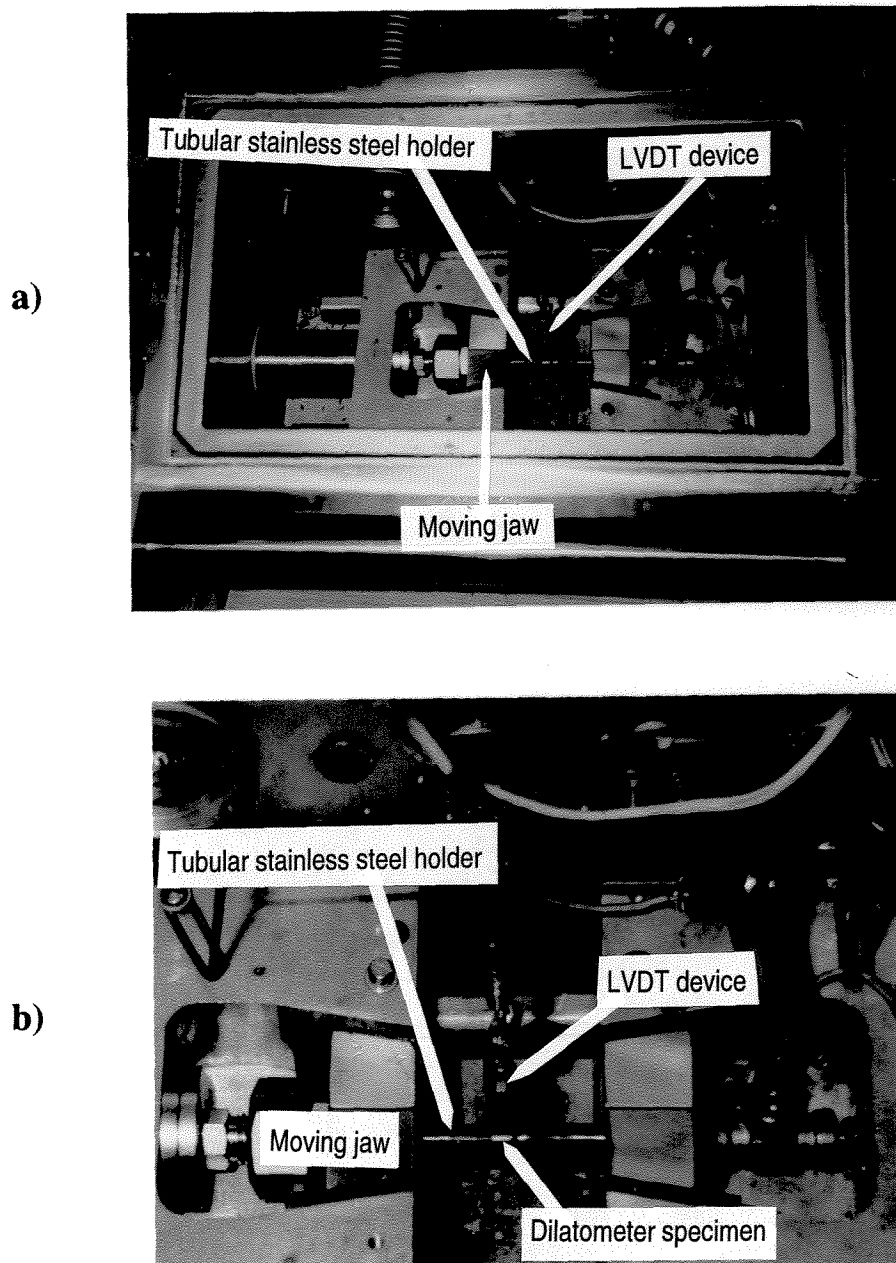 a)
Tubular stainless steel holder
LVDT device
Moving jaw
b)
Tubular stainless steel holder
LVDT device
Moving jaw
Dilatometer specimen